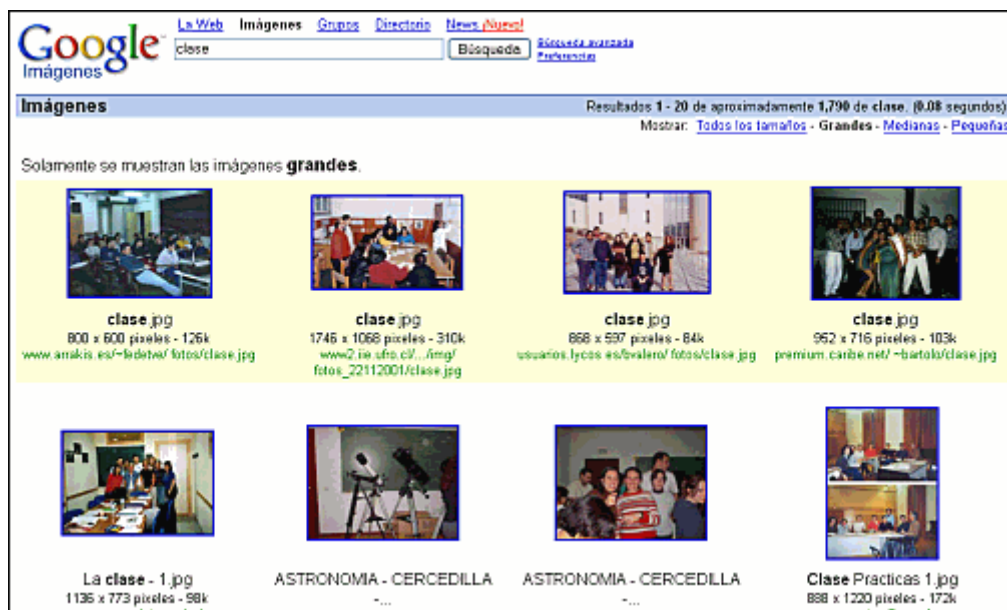 La Web Imágenes Grupos Directorio News ¡Nuevo!
Google
Imágenes
clase
Búsqueda
Búsqueda avanzada
Preferencias
Imágenes
Resultados 1 - 20 de aproximadamente 1,790 de clase. (0.08 segundos)
Mostrar: Todos los tamaños - Grandes - Medianas - Pequeñas
Solamente se muestran las imágenes grandes.
clase.jpg clase.jpg clase.jpg clase.jpg
800 x 600 pixeles - 126k 1746 x 1068 pixeles - 310k 868 x 597 pixeles - 84k 952 x 716 pixeles - 103k
www.arrakis.es/~fedetwe/ fotos/clase.jpg www2.iie.ufro.cl/.../img/ usuarios.lycos.es/bvalero/ fotos/clase.jpg premium.caribe.net/ ~bartolo/clase.jpg
fotos_22112001/clase.jpg
La clase - 1.jpg ASTRONOMIA - CERCEDILLA ASTRONOMIA - CERCEDILLA Clase Practicas 1.jpg
1136 x 773 pixeles - 98k -... -... 888 x 1220 pixeles - 172k